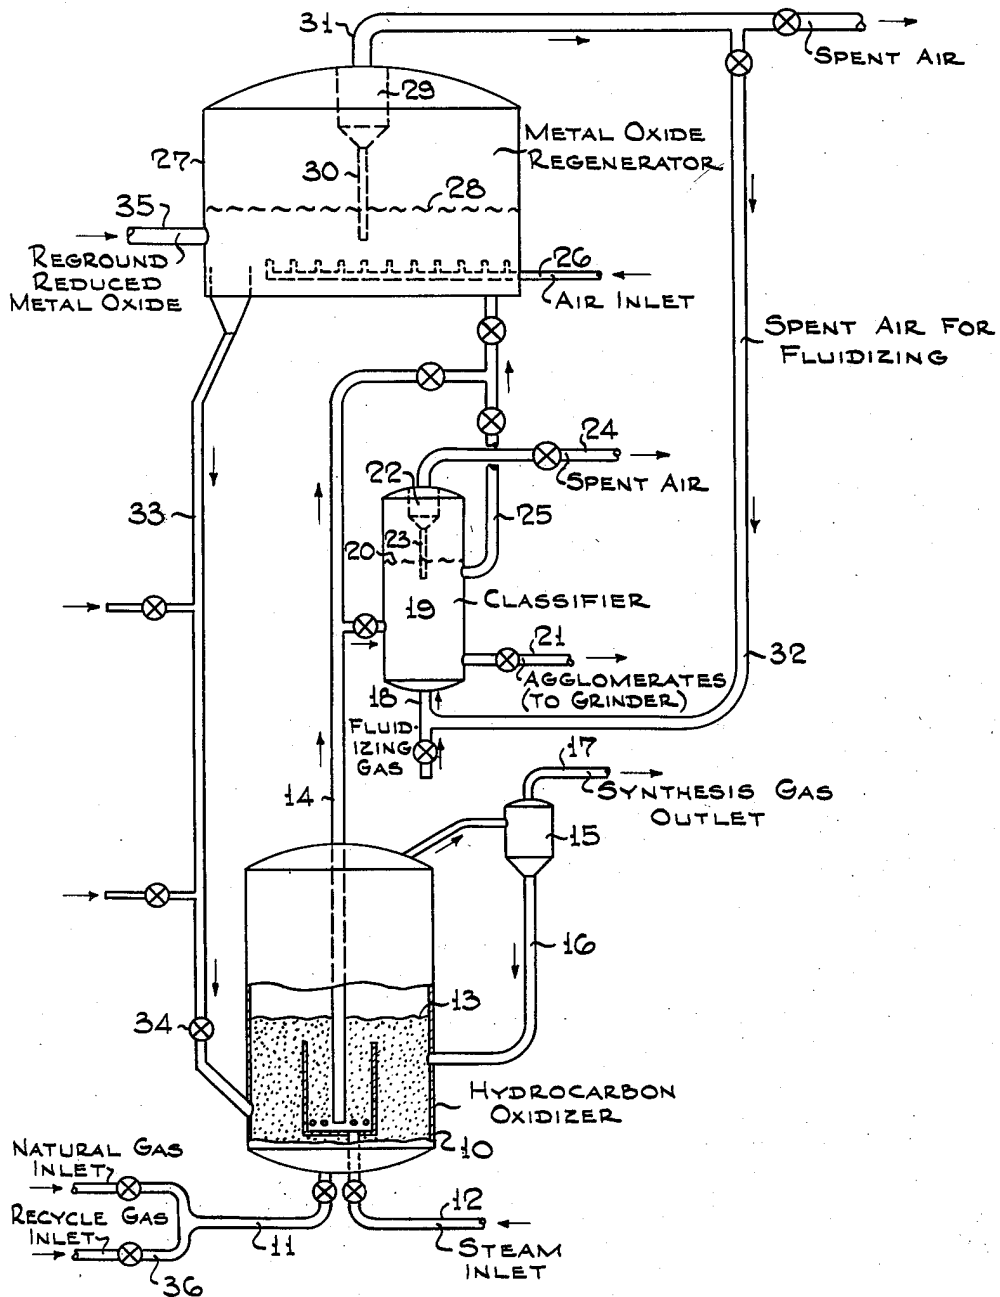 31
SPENT AIR
29
METAL OXIDE
REGENERATOR
27
30
28
35
REGROUND
REDUCED
METAL OXIDE
26
AIR INLET
SPENT AIR FOR
FLUIDIZING
24
SPENT AIR
22
25
33
23
20
19
CLASSIFIER
21
AGGLOMERATES
(TO GRINDER)
32
18
FLUID-
IZING
GAS
17
SYNTHESIS GAS
OUTLET
14
15
16
13
34
HYDROCARBON
OXIDIZER
10
NATURAL GAS
INLET
RECYCLE GAS
INLET
11
12
STEAM
INLET
36